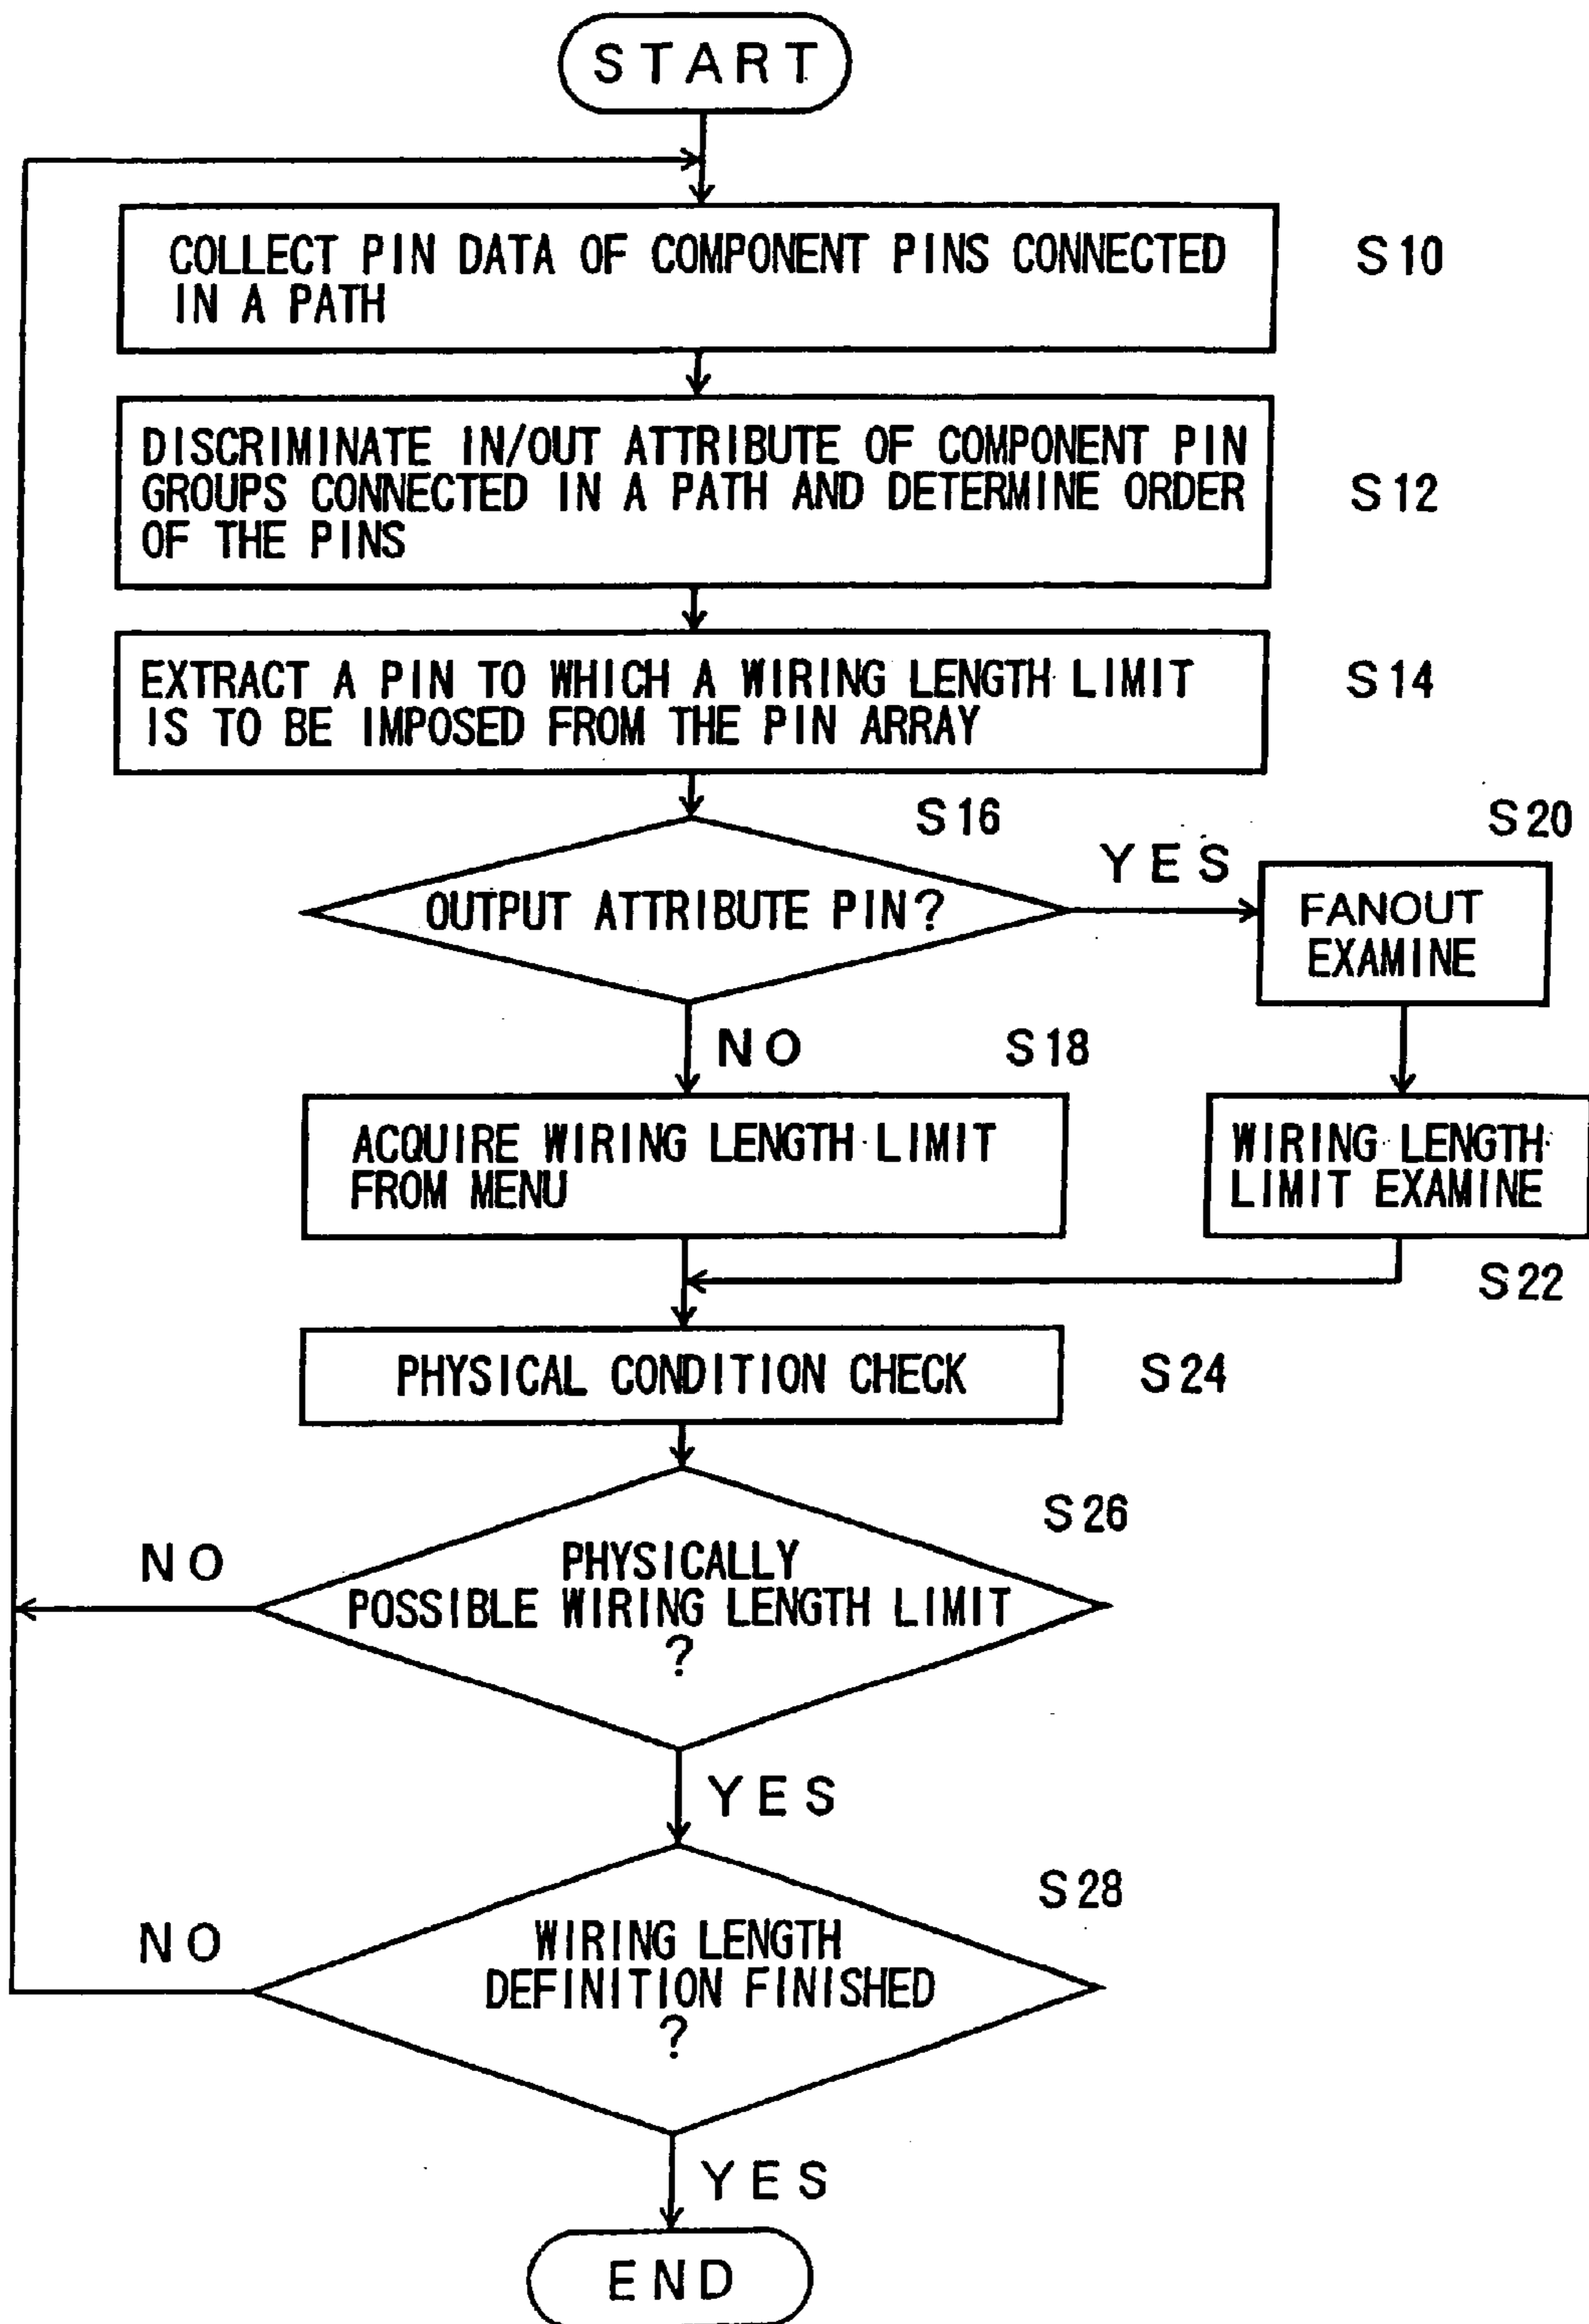 START
COLLECT PIN DATA OF COMPONENT PINS CONNECTED
IN A PATH
S10
DISCRIMINATE IN/OUT ATTRIBUTE OF COMPONENT PIN
GROUPS CONNECTED IN A PATH AND DETERMINE ORDER
OF THE PINS
S12
EXTRACT A PIN TO WHICH A WIRING LENGTH LIMIT
IS TO BE IMPOSED FROM THE PIN ARRAY
S14
S16
OUTPUT ATTRIBUTE PIN?
YES
S20
FANOUT
EXAMINE
NO
S18
ACQUIRE WIRING LENGTH LIMIT
FROM MENU
WIRING LENGTH
LIMIT EXAMINE
S22
PHYSICAL CONDITION CHECK
S24
S26
PHYSICALLY
POSSIBLE WIRING LENGTH LIMIT
?
NO
YES
S28
WIRING LENGTH
DEFINITION FINISHED
?
NO
YES
END